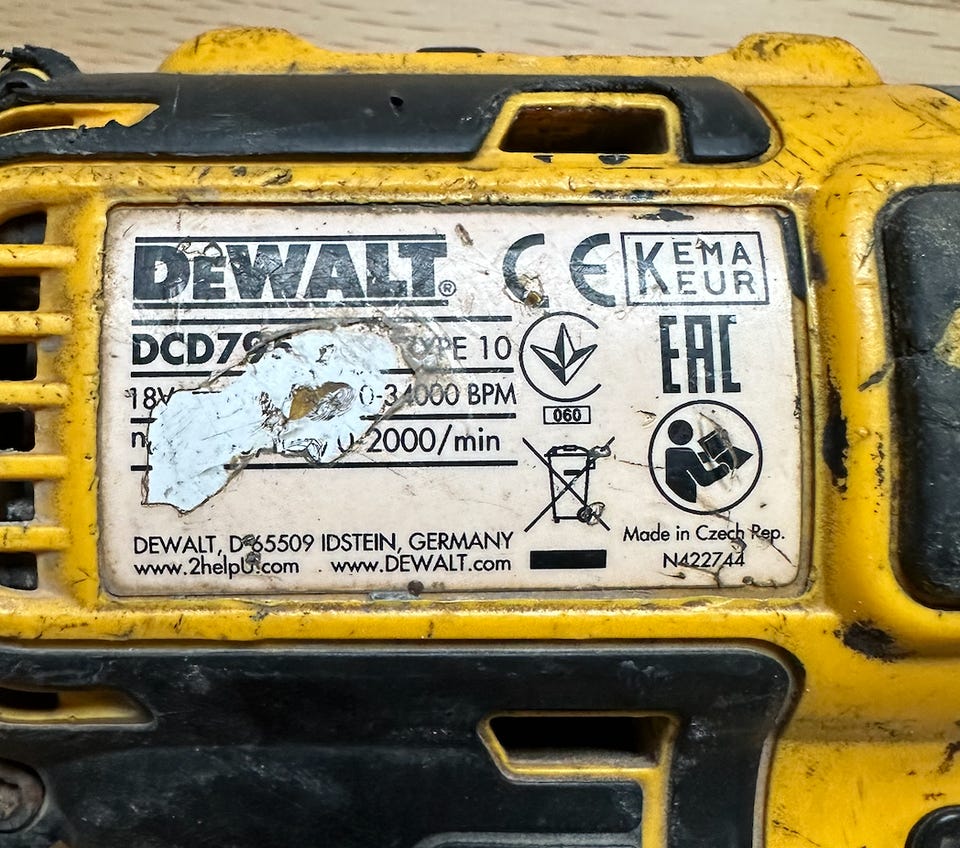 DEWALT®
CE
KEMA
KEUR
DCD795 TYPE 10
EAC
18V 0-34000 BPM
060
0-2000/min
DEWALT, D-65509 IDSTEIN, GERMANY
www.2helpU.com www.DEWALT.com
Made in Czech Rep.
N422744